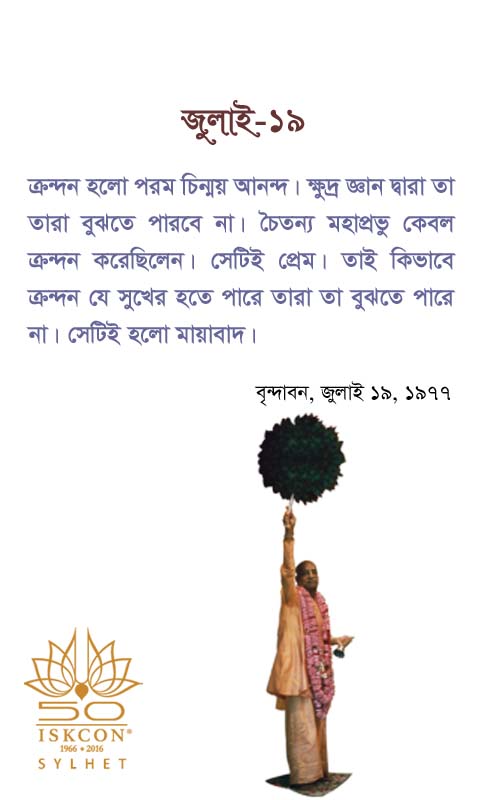 জুলাই-১৯
ক্রন্দন হলো পরম চিন্ময় আনন্দ। ক্ষুদ্র জ্ঞান দ্বারা তা
তারা বুঝতে পারবে না। চৈতন্য মহাপ্রভু কেবল
ক্রন্দন করেছিলেন। সেটিই প্রেম। তাই কিভাবে
ক্রন্দন যে সুখের হতে পারে তারা তা বুঝতে পারে
না। সেটিই হলো মায়াবাদ।
বৃন্দাবন, জুলাই ১৯, ১৯৭৭
50
ISKCON®
1966 • 2016
SYLHET